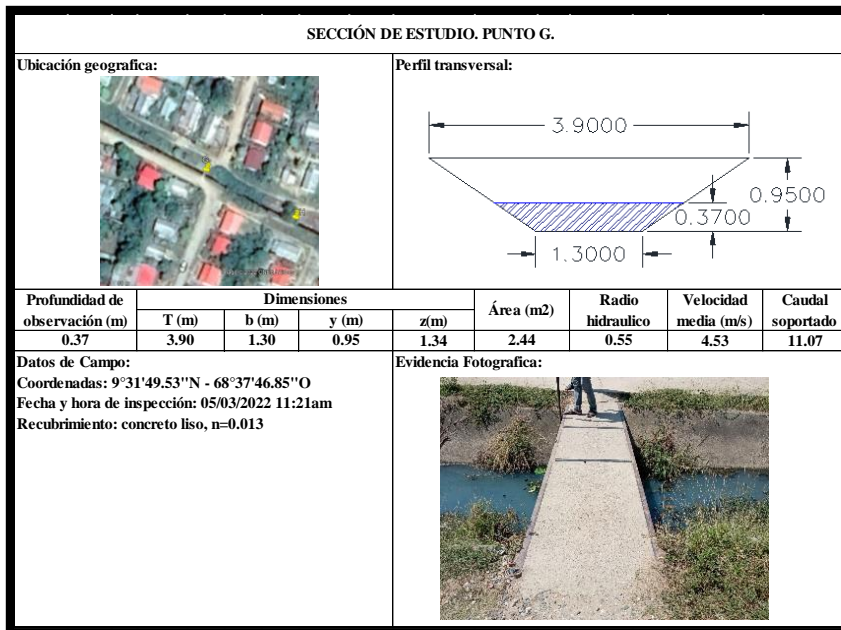 SECCIÓN DE ESTUDIO. PUNTO G.
Ubicación geografica:
Perfil transversal:
3.9000
0.9500
0.3700
1.3000
Profundidad de observación (m)
Dimensiones
Área (m2)
Radio hidraulico
Velocidad media (m/s)
Caudal soportado
T (m) b (m) y (m) z(m)
0.37 3.90 1.30 0.95 1.34 2.44 0.55 4.53 11.07
Datos de Campo:
Coordenadas: 9°31'49.53"N - 68°37'46.85"O
Fecha y hora de inspección: 05/03/2022 11:21am
Recubrimiento: concreto liso, n=0.013
Evidencia Fotografica: